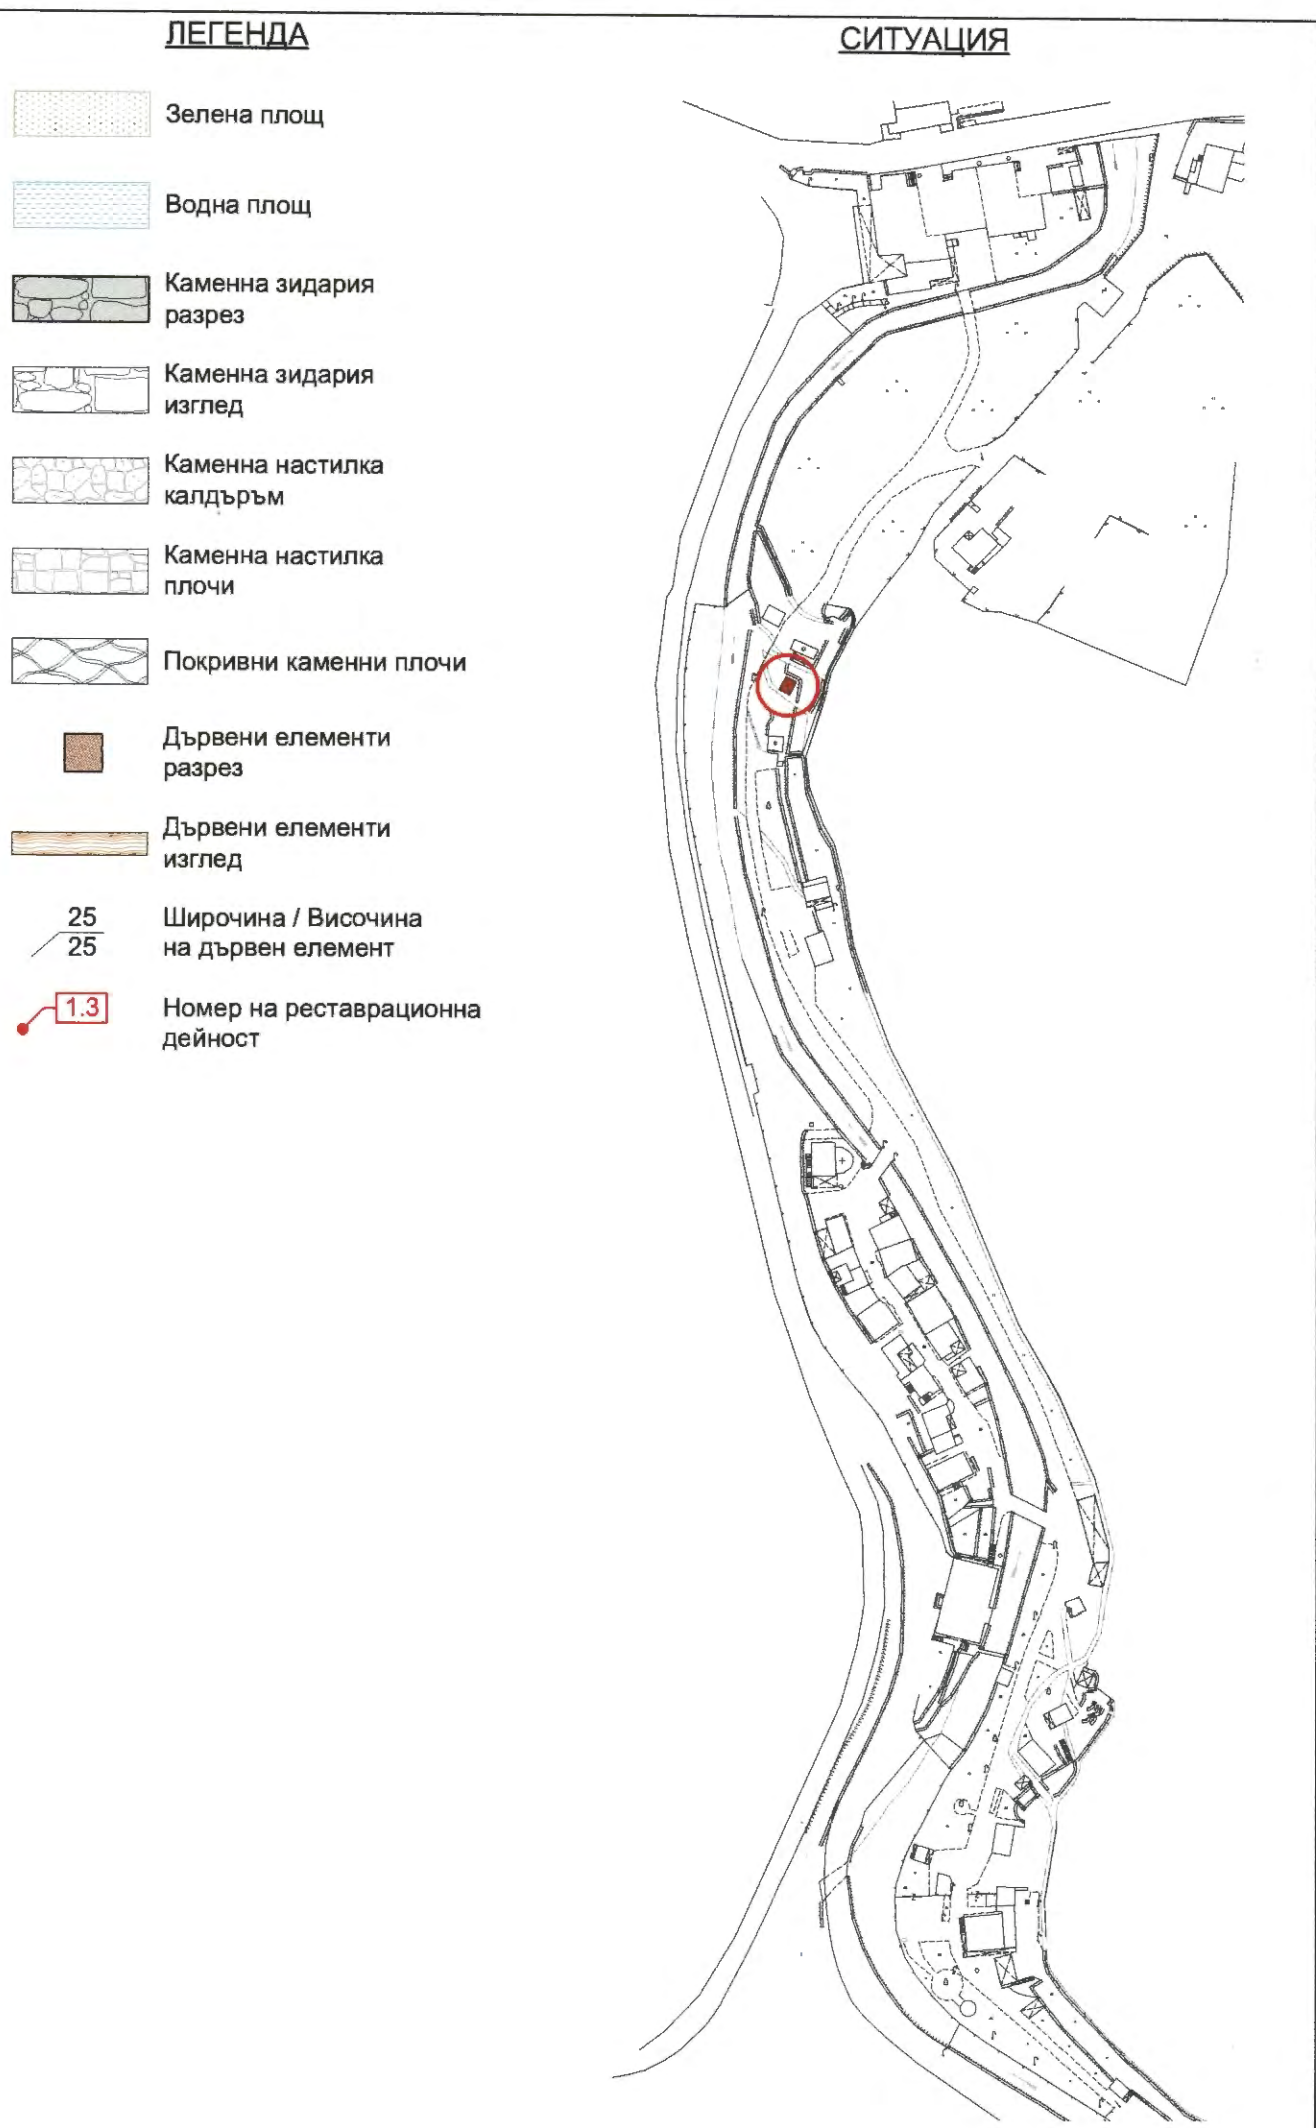 ЛЕГЕНДА
Зелена площ
Водна площ
Каменна зидария
разрез
Каменна зидария
изглед
Каменна настилка
калдъръм
Каменна настилка
плочи
Покривни каменни плочи
Дървени елементи
разрез
Дървени елементи
изглед
25
25
Широчина / Височина
на дървен елемент
1.3
Номер на реставрационна
дейност
СИТУАЦИЯ